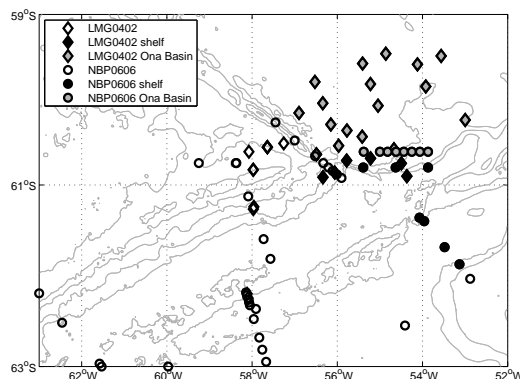 59°S
LMG0402
LMG0402 shelf
LMG0402 Ona Basin
NBP0606
NBP0606 shelf
NBP0606 Ona Basin
61°S
63°S
62°W
60°W
58°W
56°W
54°W
52°W